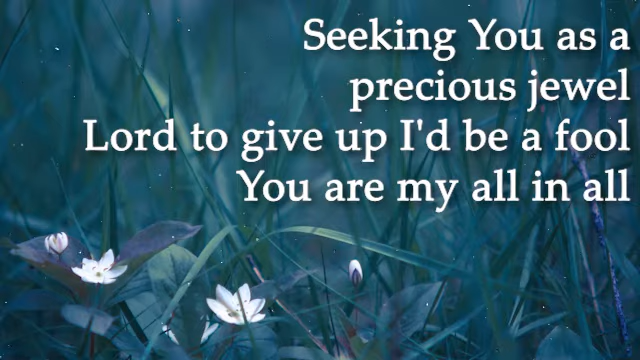 Seeking You as a
precious jewel
Lord to give up I'd be a fool
You are my all in all